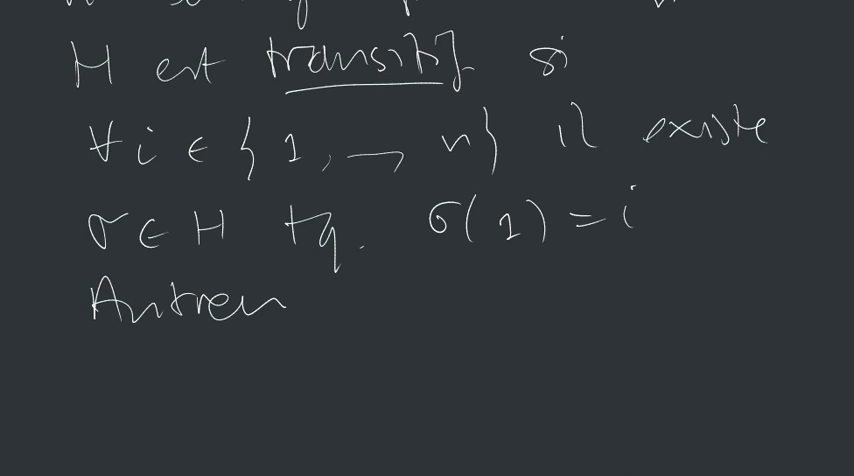 H est transitif si
∀ i ∈ { 1, → n} il existe
σ ∈ H tq. σ(1) = i
Autrem